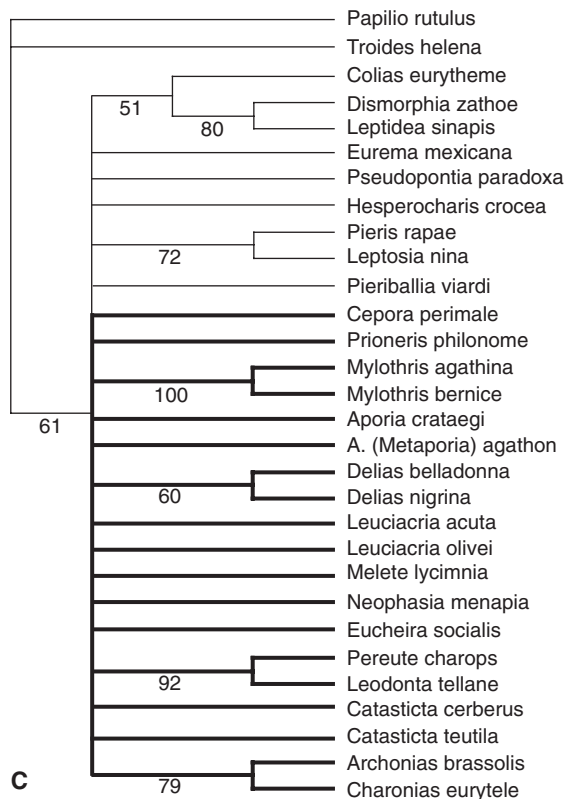 Papilio rutulus
Troides helena
Colias eurytheme
51
Dismorphia zathoe
80
Leptidea sinapis
Eurema mexicana
Pseudopontia paradoxa
Hesperocharis crocea
Pieris rapae
72
Leptosia nina
Pieriballia viardi
Cepora perimale
Prioneris philonome
Mylothris agathina
100
Mylothris bernice
Aporia crataegi
61
A. (Metaporia) agathon
Delias belladonna
60
Delias nigrina
Leuciacria acuta
Leuciacria olivei
Melete lycimnia
Neophasia menapia
Eucheira socialis
Pereute charops
92
Leodonta tellane
Catasticta cerberus
Catasticta teutila
Archonias brassolis
C
79
Charonias eurytele